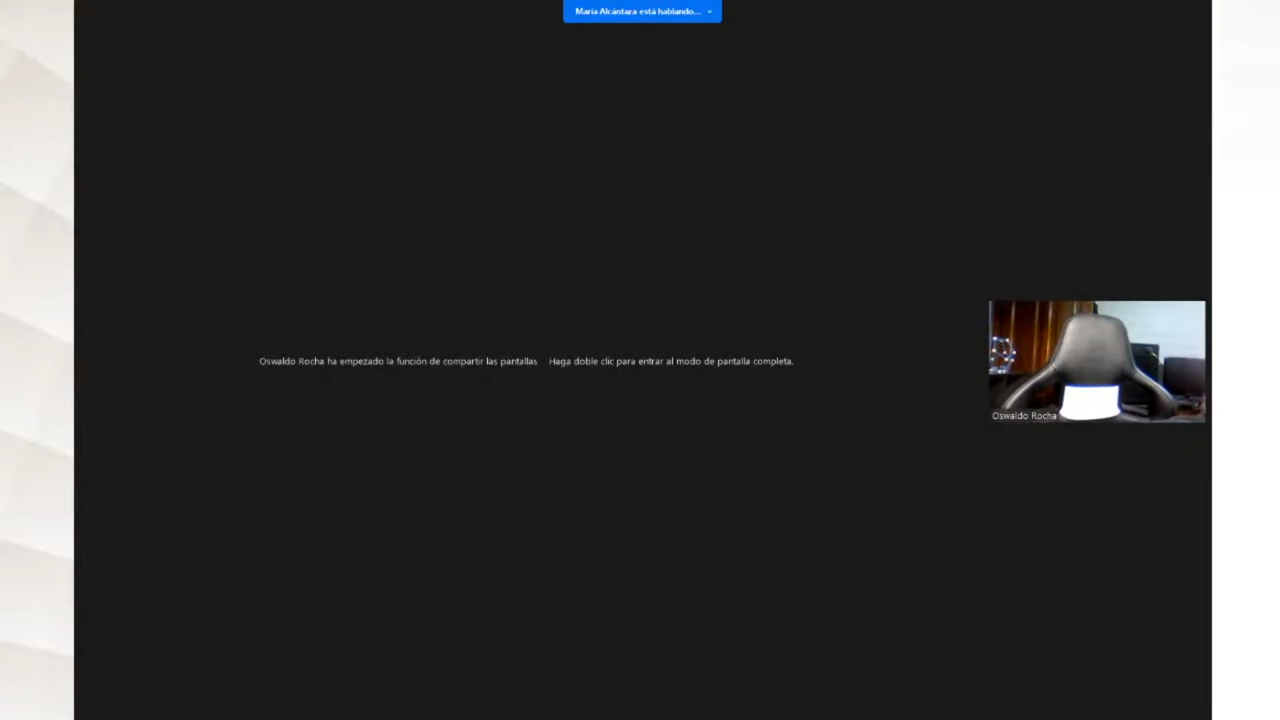 María Alcántara está hablando...
Oswaldo Rocha ha empezado la función de compartir las pantallas Haga doble clic para entrar al modo de pantalla completa.
Oswaldo Rocha